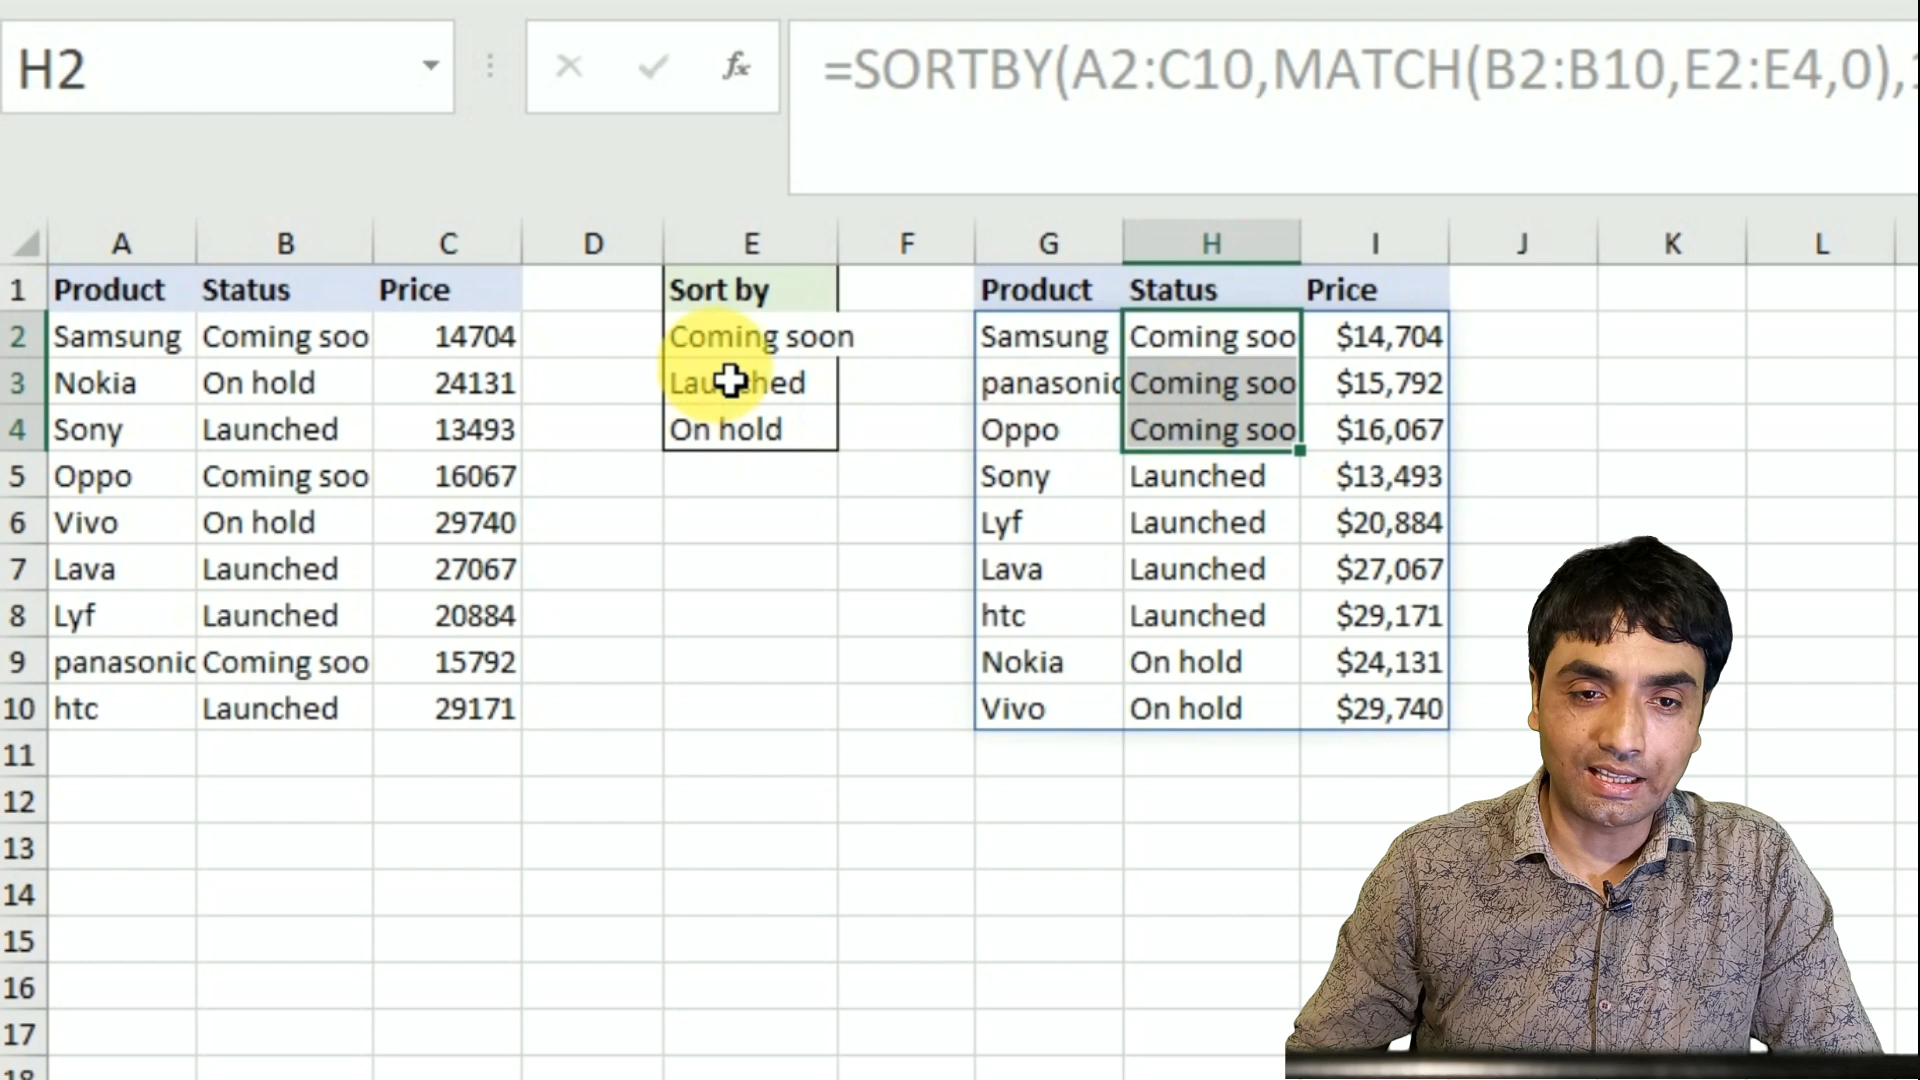 H2 fx =SORTBY(A2:C10,MATCH(B2:B10,E2:E4,0),
A B C D E F G H I J K L
1 Product Status Price Sort by Product Status Price
2 Samsung Coming soo 14704 Coming soon Samsung Coming soo $14,704
3 Nokia On hold 24131 panasonic Coming soo $15,792
4 Sony Launched 13493 On hold Oppo Coming soo $16,067
5 Oppo Coming soo 16067 Sony Launched $13,493
6 Vivo On hold 29740 Lyf Launched $20,884
7 Lava Launched 27067 Lava Launched $27,067
8 Lyf Launched 20884 htc Launched $29,171
9 panasonic Coming soo 15792 Nokia On hold $24,131
10 htc Launched 29171 Vivo On hold $29,740
11
12
13
14
15
16
17
18